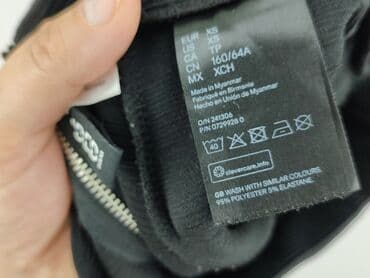 EUR XS
US XS
CA TP
CN 160/64A
MX XCH
Made in Myanmar
Fabriqué en Birmanie
Hecho en Unión de Myanmar
O/N 241306
P/N 0729928 0
40
clevercare.info
GB WASH WITH SIMILAR COLOURS.
95% POLYESTER 5% ELASTANE.